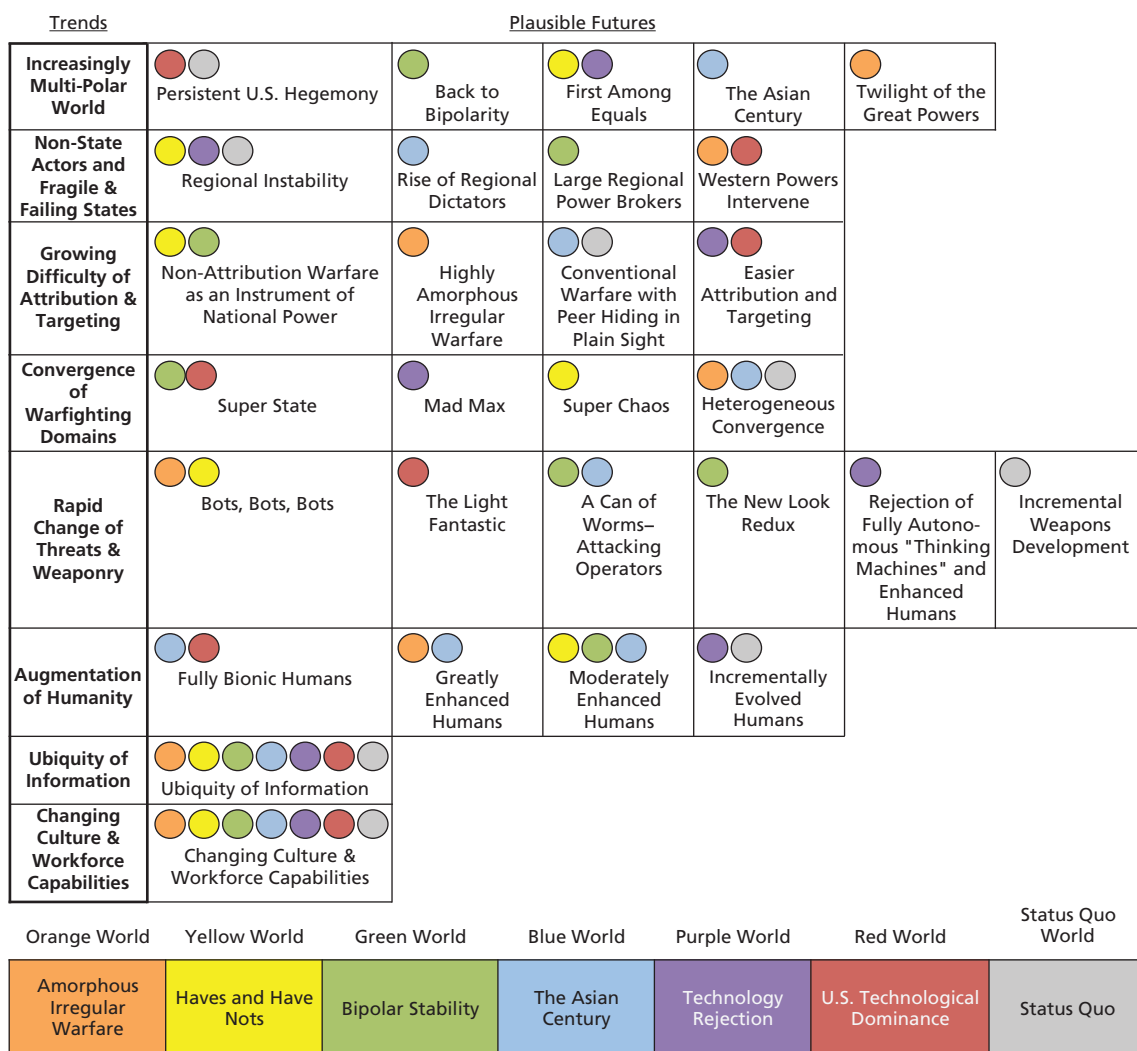 Trends
Plausible Futures
Increasingly
Multi-Polar
World
Persistent U.S. Hegemony
Back to
Bipolarity
First Among
Equals
The Asian
Century
Twilight of the
Great Powers
Non-State
Actors and
Fragile &
Failing States
Regional Instability
Rise of Regional
Dictators
Large Regional
Power Brokers
Western Powers
Intervene
Growing
Difficulty of
Attribution &
Targeting
Non-Attribution Warfare
as an Instrument of
National Power
Highly
Amorphous
Irregular
Warfare
Conventional
Warfare with
Peer Hiding in
Plain Sight
Easier
Attribution and
Targeting
Convergence
of
Warfighting
Domains
Super State
Mad Max
Super Chaos
Heterogeneous
Convergence
Rapid
Change of
Threats &
Weaponry
Bots, Bots, Bots
The Light
Fantastic
A Can of
Worms–
Attacking
Operators
The New Look
Redux
Rejection of
Fully Autono-
mous "Thinking
Machines" and
Enhanced
Humans
Incremental
Weapons
Development
Augmentation
of Humanity
Fully Bionic Humans
Greatly
Enhanced
Humans
Moderately
Enhanced
Humans
Incrementally
Evolved
Humans
Ubiquity of
Information
Ubiquity of Information
Changing
Culture &
Workforce
Capabilities
Changing Culture &
Workforce Capabilities
Orange World
Yellow World
Green World
Blue World
Purple World
Red World
Status Quo
World
Amorphous
Irregular
Warfare
Haves and Have
Nots
Bipolar Stability
The Asian
Century
Technology
Rejection
U.S. Technological
Dominance
Status Quo